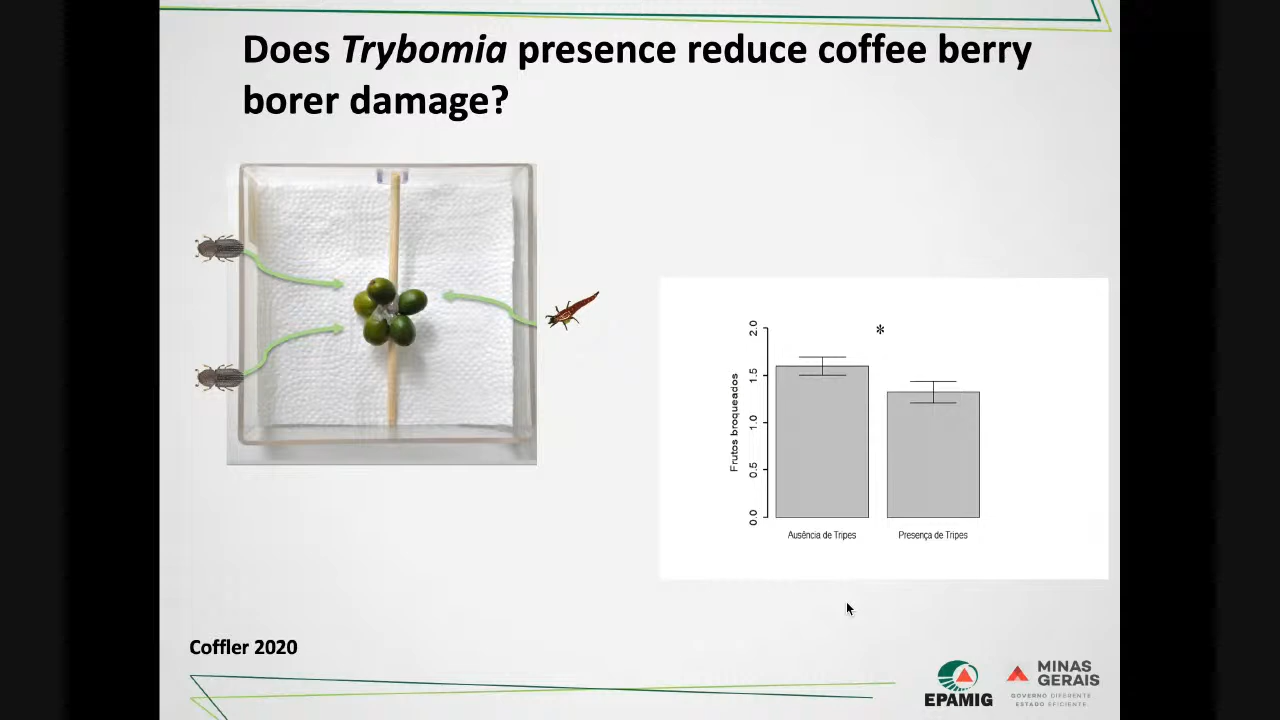 Does Trybomia presence reduce coffee berry
borer damage?
*
Frutos broqueados
2.0
1.5
1.0
0.5
0.0
Ausência de Tripes
Presença de Tripes
Coffler 2020
EPAMIG
MINAS
GERAIS
GOVERNO DIFERENTE
ESTADO EFICIENTE